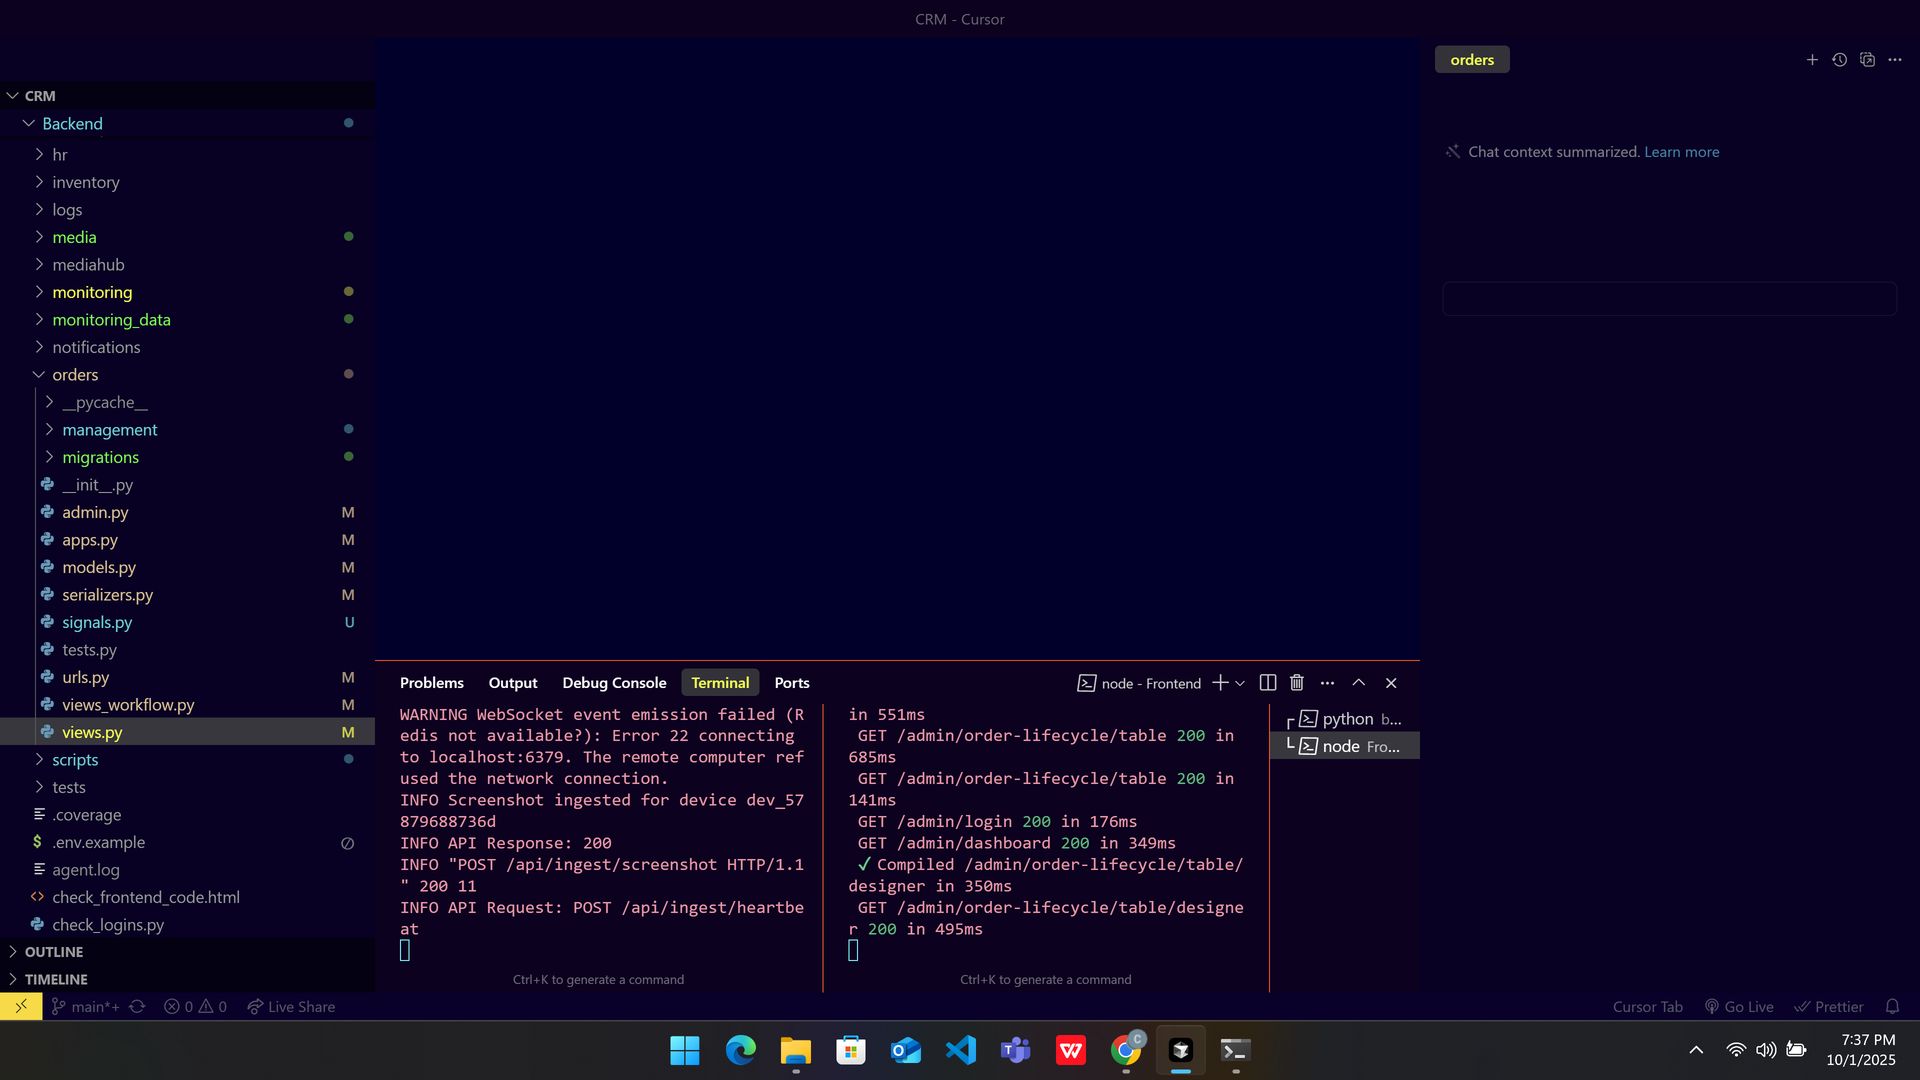 CRM - Cursor
orders
CRM
Backend
hr
inventory
logs
media
mediahub
monitoring
monitoring_data
notifications
orders
__pycache__
management
migrations
__init__.py
admin.py M
apps.py M
models.py M
serializers.py M
signals.py U
tests.py
urls.py M
views_workflow.py M
views.py M
scripts
tests
.coverage
$ .env.example
agent.log
check_frontend_code.html
check_logins.py
OUTLINE
TIMELINE
Chat context summarized. Learn more
Problems Output Debug Console Terminal Ports
node - Frontend
WARNING WebSocket event emission failed (R
edis not available?): Error 22 connecting
to localhost:6379. The remote computer ref
used the network connection.
INFO Screenshot ingested for device dev_57
879688736d
INFO API Response: 200
INFO "POST /api/ingest/screenshot HTTP/1.1
" 200 11
INFO API Request: POST /api/ingest/heartbe
at
Ctrl+K to generate a command
in 551ms
GET /admin/order-lifecycle/table 200 in
685ms
GET /admin/order-lifecycle/table 200 in
141ms
GET /admin/login 200 in 176ms
GET /admin/dashboard 200 in 349ms
✓ Compiled /admin/order-lifecycle/table/
designer in 350ms
GET /admin/order-lifecycle/table/designe
r 200 in 495ms
Ctrl+K to generate a command
python b...
node Fro...
main*+ 0 0 Live Share
Cursor Tab Go Live Prettier
C
7:37 PM
10/1/2025